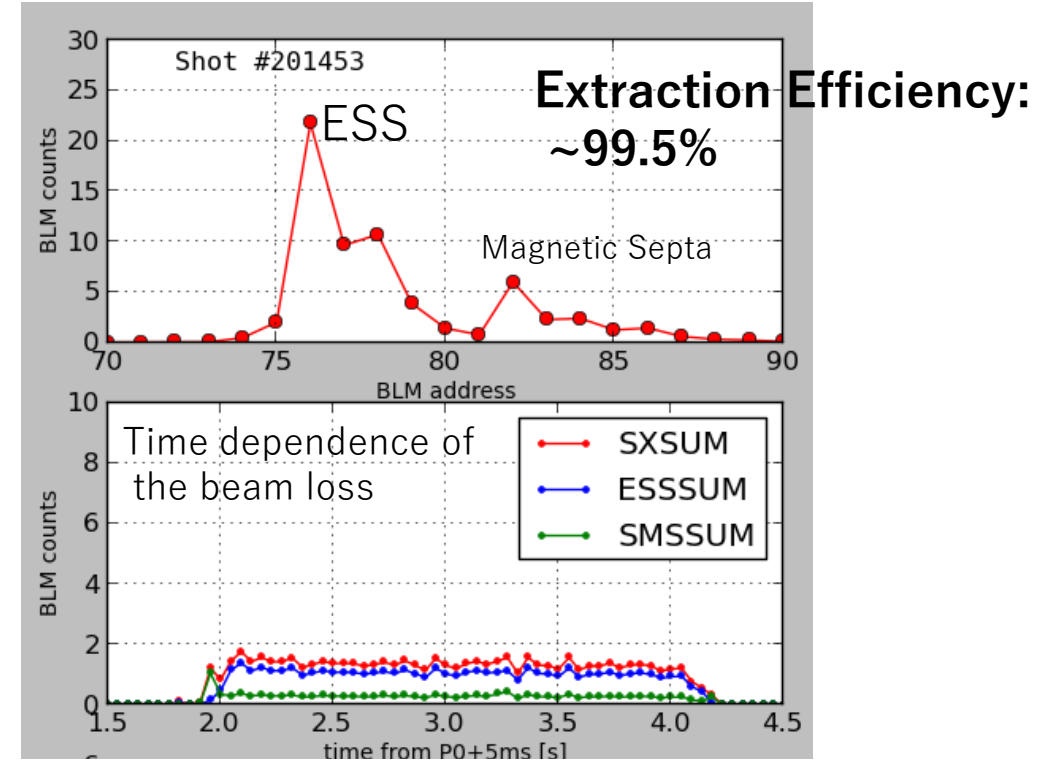 30
Shot #201453
25
Extraction Efficiency:
~99.5%
ESS
20
15
10
Magnetic Septa
5
0
BLM counts
70 75 80 85 90
BLM address
10
Time dependence of
the beam loss
8
6
4
2
0
BLM counts
SXSUM
ESSSUM
SMSSUM
1.5 2.0 2.5 3.0 3.5 4.0 4.5
time from P0+5ms [s]